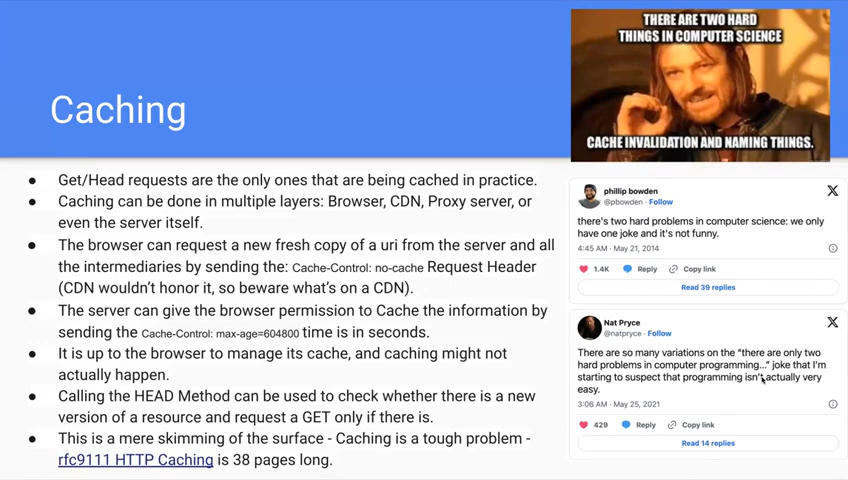 Caching
THERE ARE TWO HARD
THINGS IN COMPUTER SCIENCE
CACHE INVALIDATION AND NAMING THINGS.
● Get/Head requests are the only ones that are being cached in practice.
● Caching can be done in multiple layers: Browser, CDN, Proxy server, or
even the server itself.
● The browser can request a new fresh copy of a uri from the server and all
the intermediaries by sending the: Cache-Control: no-cache Request Header
(CDN wouldn't honor it, so beware what's on a CDN).
● The server can give the browser permission to Cache the information by
sending the Cache-Control: max-age=604800 time is in seconds.
● It is up to the browser to manage its cache, and caching might not
actually happen.
● Calling the HEAD Method can be used to check whether there is a new
version of a resource and request a GET only if there is.
● This is a mere skimming of the surface - Caching is a tough problem -
rfc9111 HTTP Caching is 38 pages long.
phillip bowden
@pbowden · Follow
there's two hard problems in computer science: we only
have one joke and it's not funny.
4:45 AM · May 21, 2014
1.4K Reply Copy link
Read 39 replies
Nat Pryce
@natpryce · Follow
There are so many variations on the "there are only two
hard problems in computer programming..." joke that I'm
starting to suspect that programming isn't actually very
easy.
3:06 AM · May 25, 2021
429 Reply Copy link
Read 14 replies